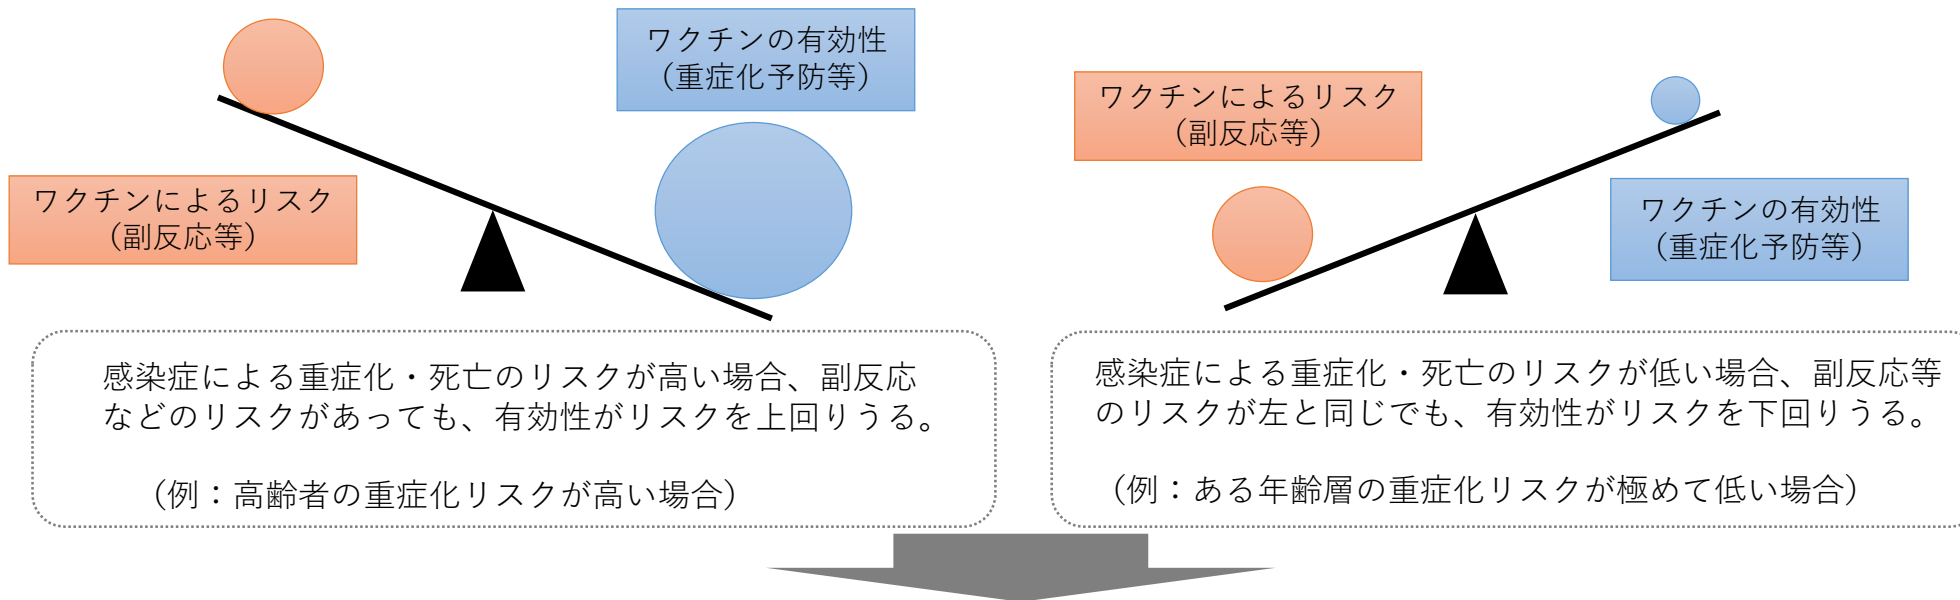 ワクチンの有効性
（重症化予防等）
ワクチンによるリスク
（副反応等）
感染症による重症化・死亡のリスクが高い場合、副反応
などのリスクがあっても、有効性がリスクを上回りうる。
（例：高齢者の重症化リスクが高い場合）
ワクチンによるリスク
（副反応等）
ワクチンの有効性
（重症化予防等）
感染症による重症化・死亡のリスクが低い場合、副反応等
のリスクが左と同じでも、有効性がリスクを下回りうる。
（例：ある年齢層の重症化リスクが極めて低い場合）